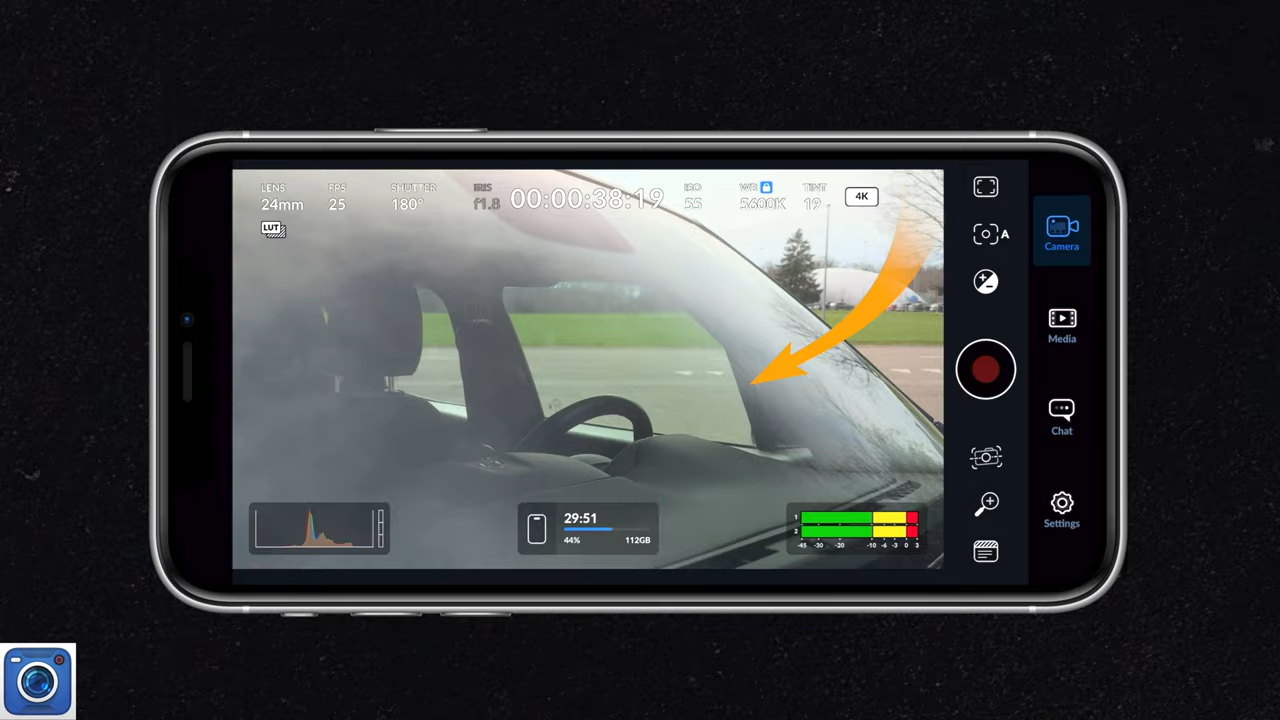 LENS FPS SHUTTER IRIS 00:00:38:19 ISO WB TINT 4K
24mm 25 180° f1.8 55 5600K 19
LUT
A
Camera
Media
Chat
Settings
29:51
44% 112GB
1
2
-45 -30 -20 -10 -6 -3 0 3